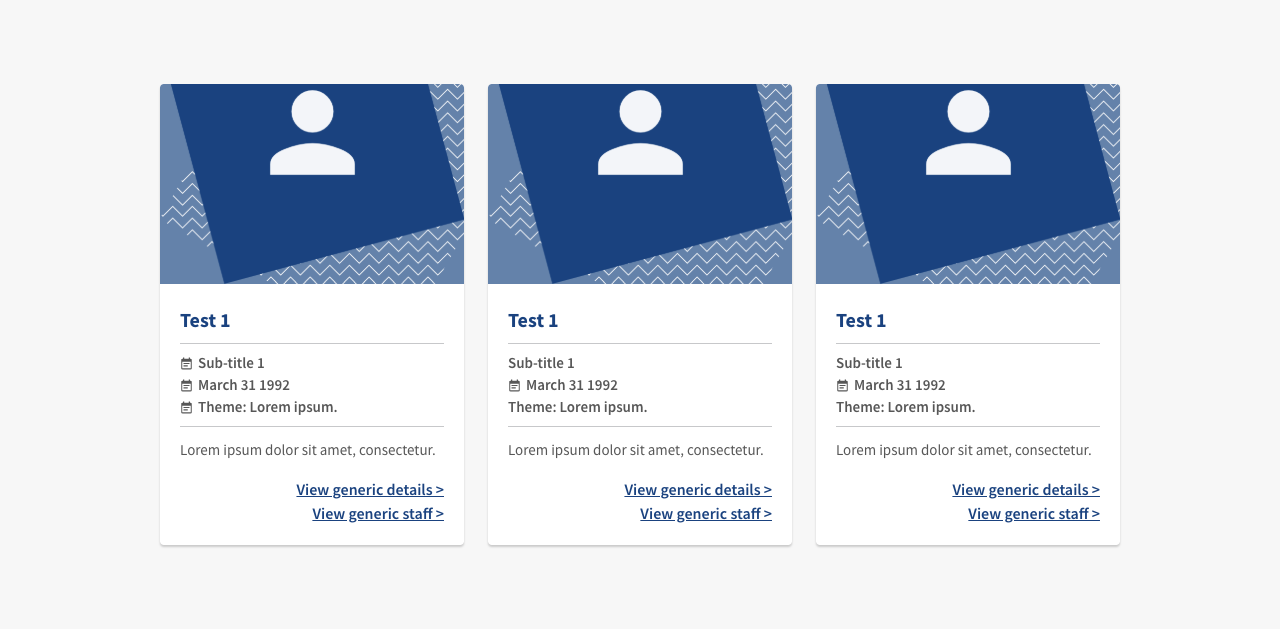 Test 1
Sub-title 1
March 31 1992
Theme: Lorem ipsum.
Lorem ipsum dolor sit amet, consectetur.
View generic details >
View generic staff >
Test 1
Sub-title 1
March 31 1992
Theme: Lorem ipsum.
Lorem ipsum dolor sit amet, consectetur.
View generic details >
View generic staff >
Test 1
Sub-title 1
March 31 1992
Theme: Lorem ipsum.
Lorem ipsum dolor sit amet, consectetur.
View generic details >
View generic staff >